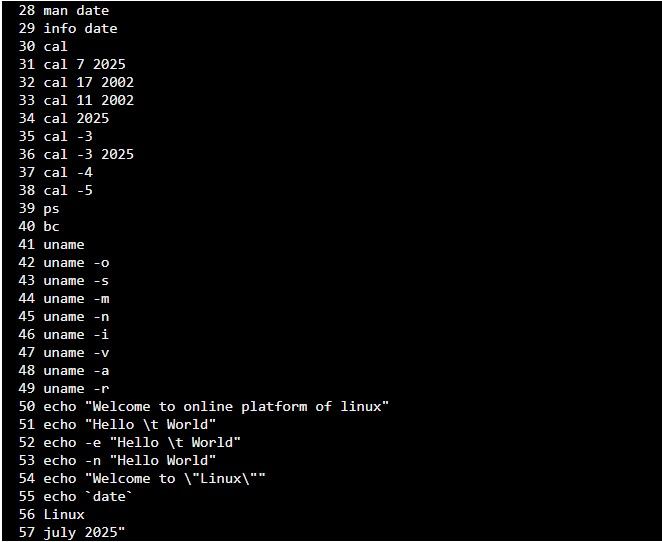 28 man date
29 info date
30 cal
31 cal 7 2025
32 cal 17 2002
33 cal 11 2002
34 cal 2025
35 cal -3
36 cal -3 2025
37 cal -4
38 cal -5
39 ps
40 bc
41 uname
42 uname -o
43 uname -s
44 uname -m
45 uname -n
46 uname -i
47 uname -v
48 uname -a
49 uname -r
50 echo "Welcome to online platform of linux"
51 echo "Hello \t World"
52 echo -e "Hello \t World"
53 echo -n "Hello World"
54 echo "Welcome to \"Linux\""
55 echo `date`
56 Linux
57 july 2025"